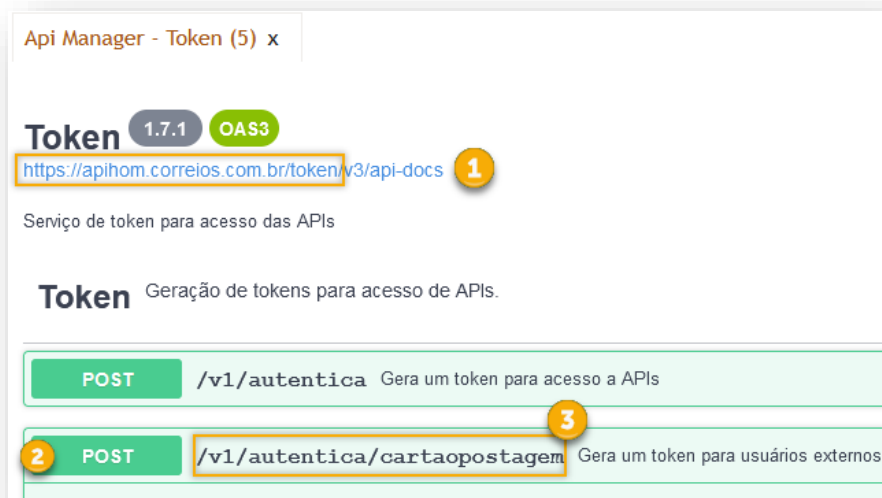 Api Manager - Token (5) x
Token 1.7.1 OAS3
https://apihom.correios.com.br/token/v3/api-docs 1
Serviço de token para acesso das APIs
Token Geração de tokens para acesso de APIs.
POST /v1/autentica Gera um token para acesso a APIs
3
2 POST /v1/autentica/cartaopostagem Gera um token para usuários externos